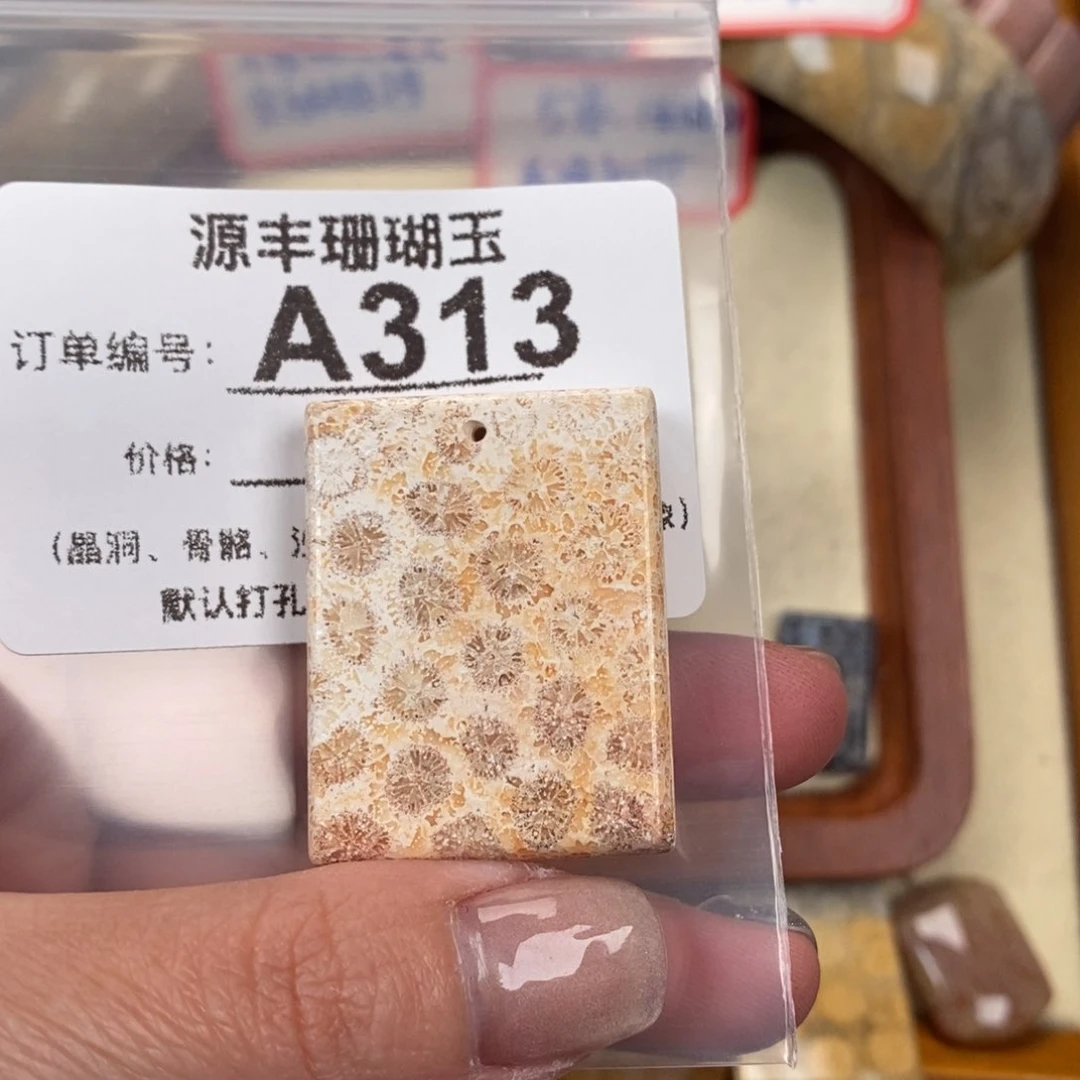 源丰珊瑚玉
订单编号: A313
价格:
(晶洞、骨骼、
默认打孔